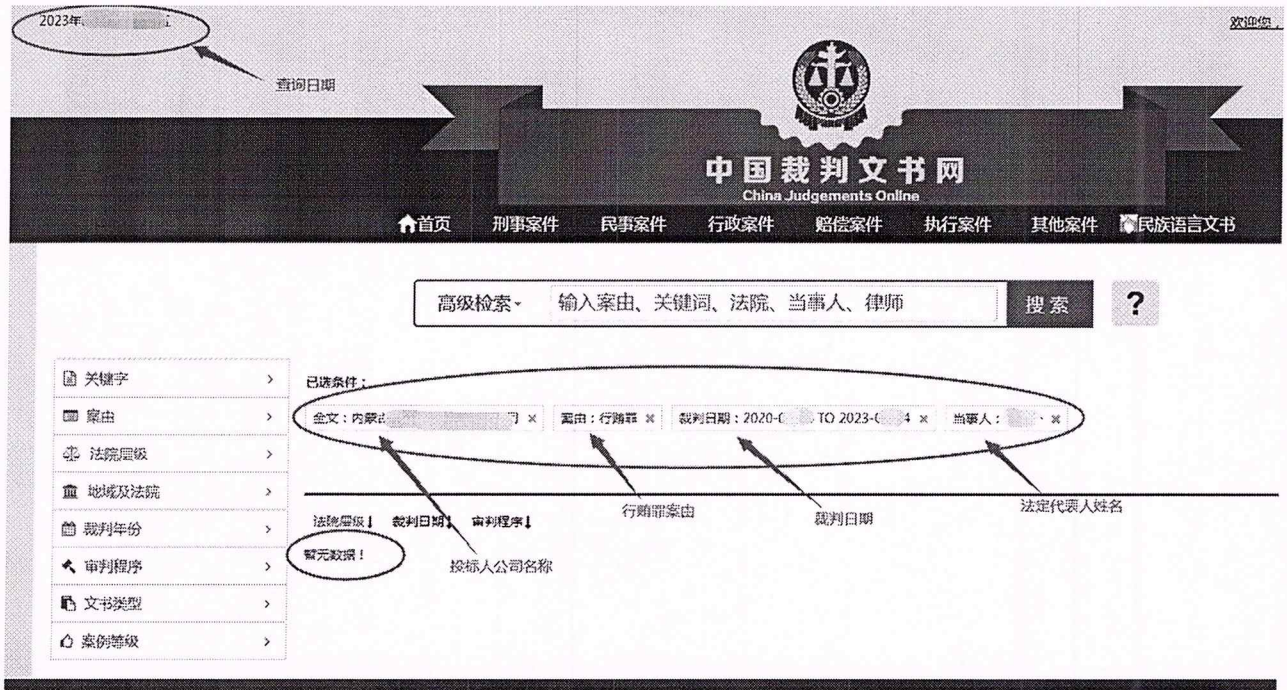 2023年
欢迎您，
查询日期
中国裁判文书网
China Judgements Online
首页 刑事案件 民事案件 行政案件 赔偿案件 执行案件 其他案件 民族语言文书
高级检索 输入案由、关键词、法院、当事人、律师 搜索 ?
关键字
案由
法院层级
地域及法院
裁判年份
审判程序
文书类型
案例等级
已选条件：
全文：内蒙古 司 × 案由：行贿罪 × 裁判日期：2020-0 TO 2023-0 4 × 当事人： ×
行贿罪案由
裁判日期
法定代表人姓名
法院层级↓ 裁判日期↓ 审判程序↓
暂无数据！
投标人公司名称